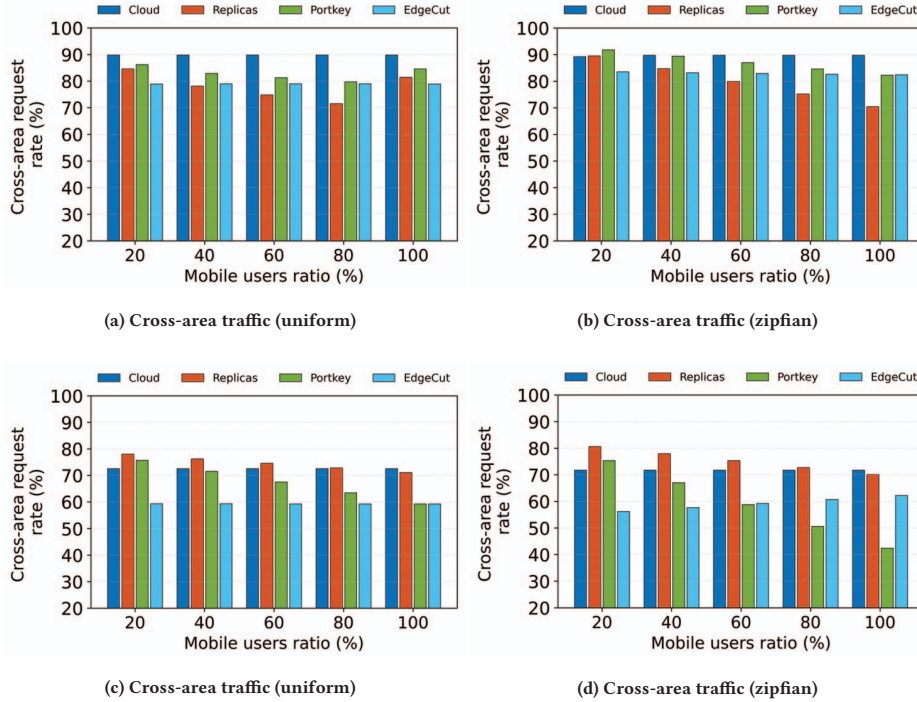 Cloud Replicas Portkey EdgeCut
100
90
80
70
60
50
40
30
20
Cross-area request
rate (%)
20 40 60 80 100
Mobile users ratio (%)
(a) Cross-area traffic (uniform)
Cloud Replicas Portkey EdgeCut
100
90
80
70
60
50
40
30
20
Cross-area request
rate (%)
20 40 60 80 100
Mobile users ratio (%)
(b) Cross-area traffic (zipfian)
Cloud Replicas Portkey EdgeCut
100
90
80
70
60
50
40
30
20
Cross-area request
rate (%)
20 40 60 80 100
Mobile users ratio (%)
(c) Cross-area traffic (uniform)
Cloud Replicas Portkey EdgeCut
100
90
80
70
60
50
40
30
20
Cross-area request
rate (%)
20 40 60 80 100
Mobile users ratio (%)
(d) Cross-area traffic (zipfian)